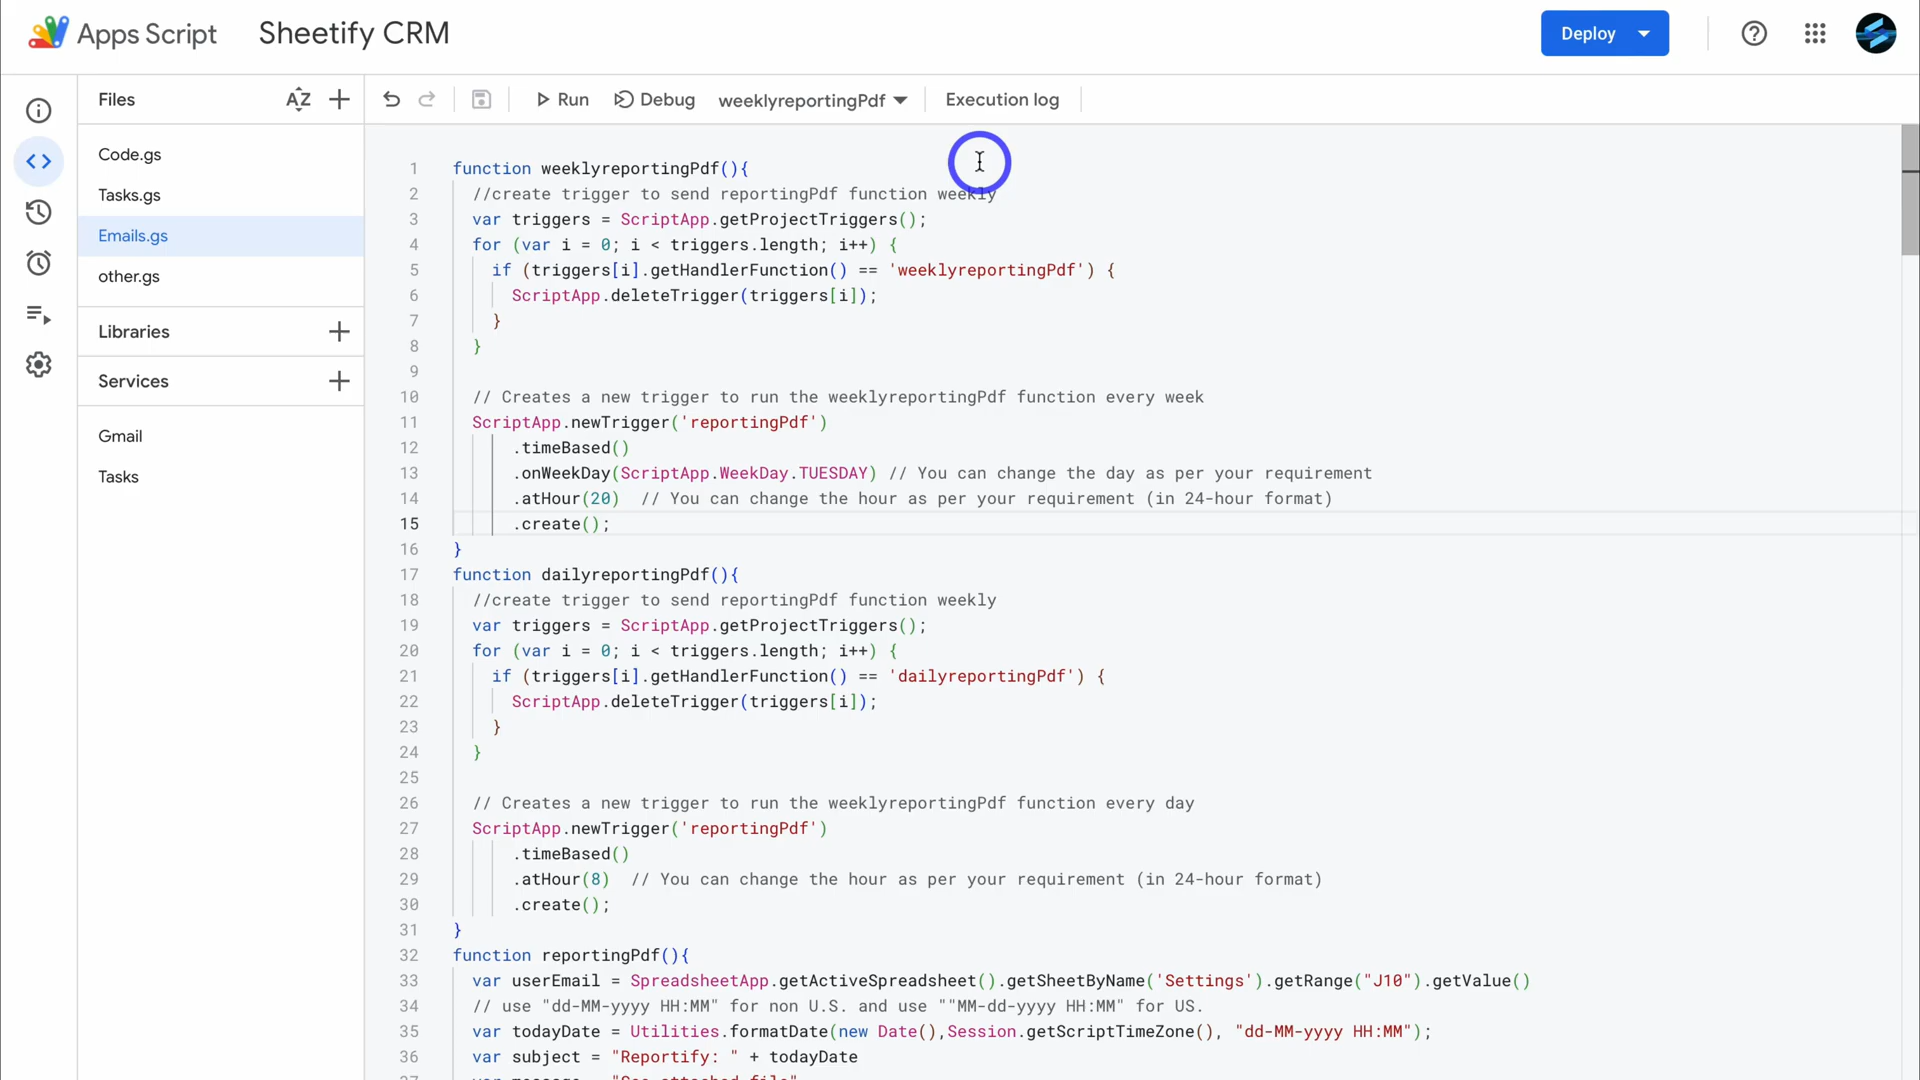 Apps Script
Sheetify CRM
Deploy
Files
AZ
Run
Debug
weeklyreportingPdf
Execution log
Code.gs
Tasks.gs
Emails.gs
other.gs
Libraries
Services
Gmail
Tasks
1 function weeklyreportingPdf(){
2 //create trigger to send reportingPdf function weekly
3 var triggers = ScriptApp.getProjectTriggers();
4 for (var i = 0; i < triggers.length; i++) {
5 if (triggers[i].getHandlerFunction() == 'weeklyreportingPdf') {
6 ScriptApp.deleteTrigger(triggers[i]);
7 }
8 }
9
10 // Creates a new trigger to run the weeklyreportingPdf function every week
11 ScriptApp.newTrigger('reportingPdf')
12 .timeBased()
13 .onWeekDay(ScriptApp.WeekDay.TUESDAY) // You can change the day as per your requirement
14 .atHour(20) // You can change the hour as per your requirement (in 24-hour format)
15 .create();
16 }
17 function dailyreportingPdf(){
18 //create trigger to send reportingPdf function weekly
19 var triggers = ScriptApp.getProjectTriggers();
20 for (var i = 0; i < triggers.length; i++) {
21 if (triggers[i].getHandlerFunction() == 'dailyreportingPdf') {
22 ScriptApp.deleteTrigger(triggers[i]);
23 }
24 }
25
26 // Creates a new trigger to run the weeklyreportingPdf function every day
27 ScriptApp.newTrigger('reportingPdf')
28 .timeBased()
29 .atHour(8) // You can change the hour as per your requirement (in 24-hour format)
30 .create();
31 }
32 function reportingPdf(){
33 var userEmail = SpreadsheetApp.getActiveSpreadsheet().getSheetByName('Settings').getRange("J10").getValue()
34 // use "dd-MM-yyyy HH:MM" for non U.S. and use ""MM-dd-yyyy HH:MM" for US.
35 var todayDate = Utilities.formatDate(new Date(),Session.getScriptTimeZone(), "dd-MM-yyyy HH:MM");
36 var subject = "Reportify: " + todayDate
37 var message = "See attached file"